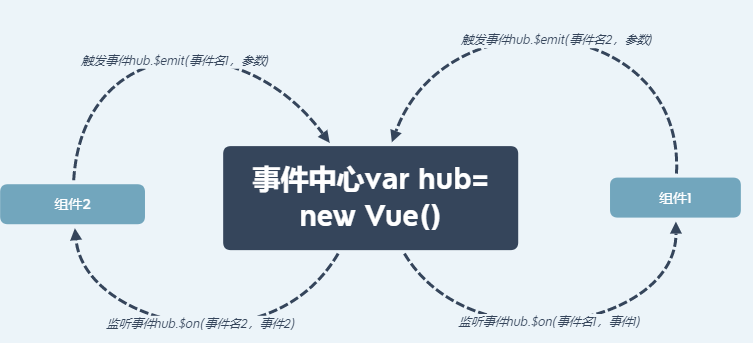 触发事件hub.$emit(事件名2，参数)
触发事件hub.$emit(事件名1，参数)
事件中心var hub=
new Vue()
组件2
组件1
监听事件hub.$on(事件名2，事件2)
监听事件hub.$on(事件名1，事件1)